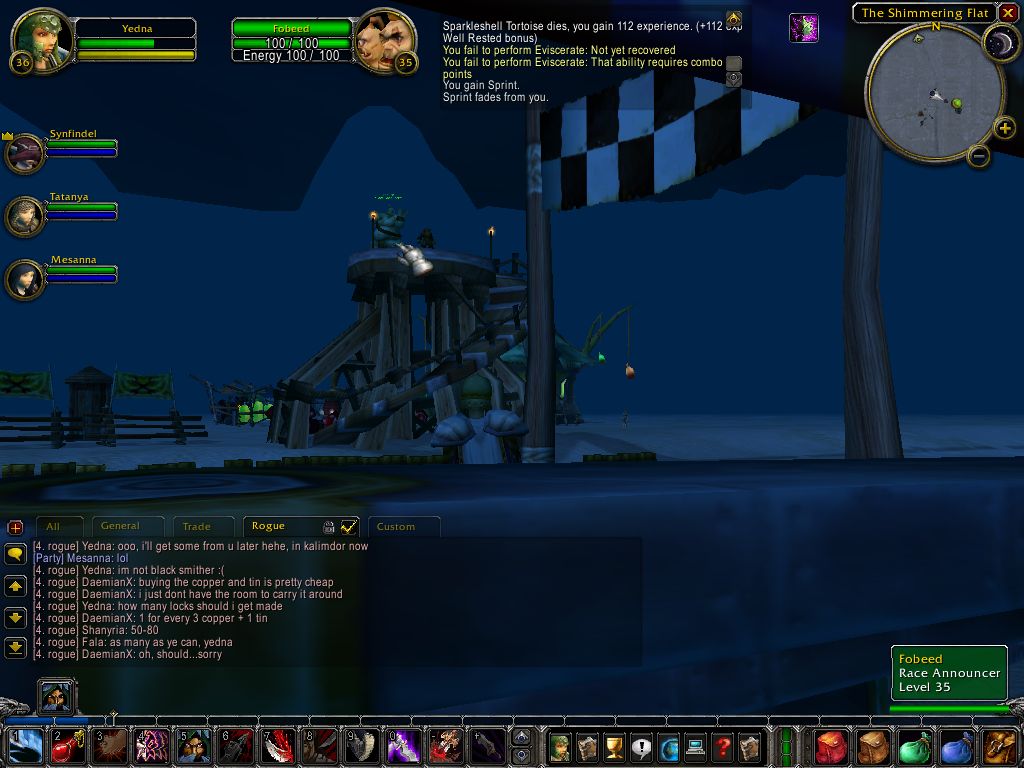 Yedna
36
Fobeed
100 / 100
Energy 100 / 100
35
Sparkleshell Tortoise dies, you gain 112 experience. (+112 exp
Well Rested bonus)
You fail to perform Eviscerate: Not yet recovered
You fail to perform Eviscerate: That ability requires combo
points
You gain Sprint.
Sprint fades from you.
The Shimmering Flat
N
Synfindel
Tatanya
Mesanna
All
General
Trade
Rogue
Custom
[4. rogue] Yedna: ooo, i'll get some from u later hehe, in kalimdor now
[Party] Mesanna: lol
[4. rogue] Yedna: im not black smither :(
[4. rogue] DaemianX: buying the copper and tin is pretty cheap
[4. rogue] DaemianX: i just dont have the room to carry it around
[4. rogue] Yedna: how many locks should i get made
[4. rogue] DaemianX: 1 for every 3 copper + 1 tin
[4. rogue] Shanyria: 50-80
[4. rogue] Fala: as many as ye can, yedna
[4. rogue] DaemianX: oh, should...sorry
Fobeed
Race Announcer
Level 35
1
2
3
4
5
6
7
8
9
0